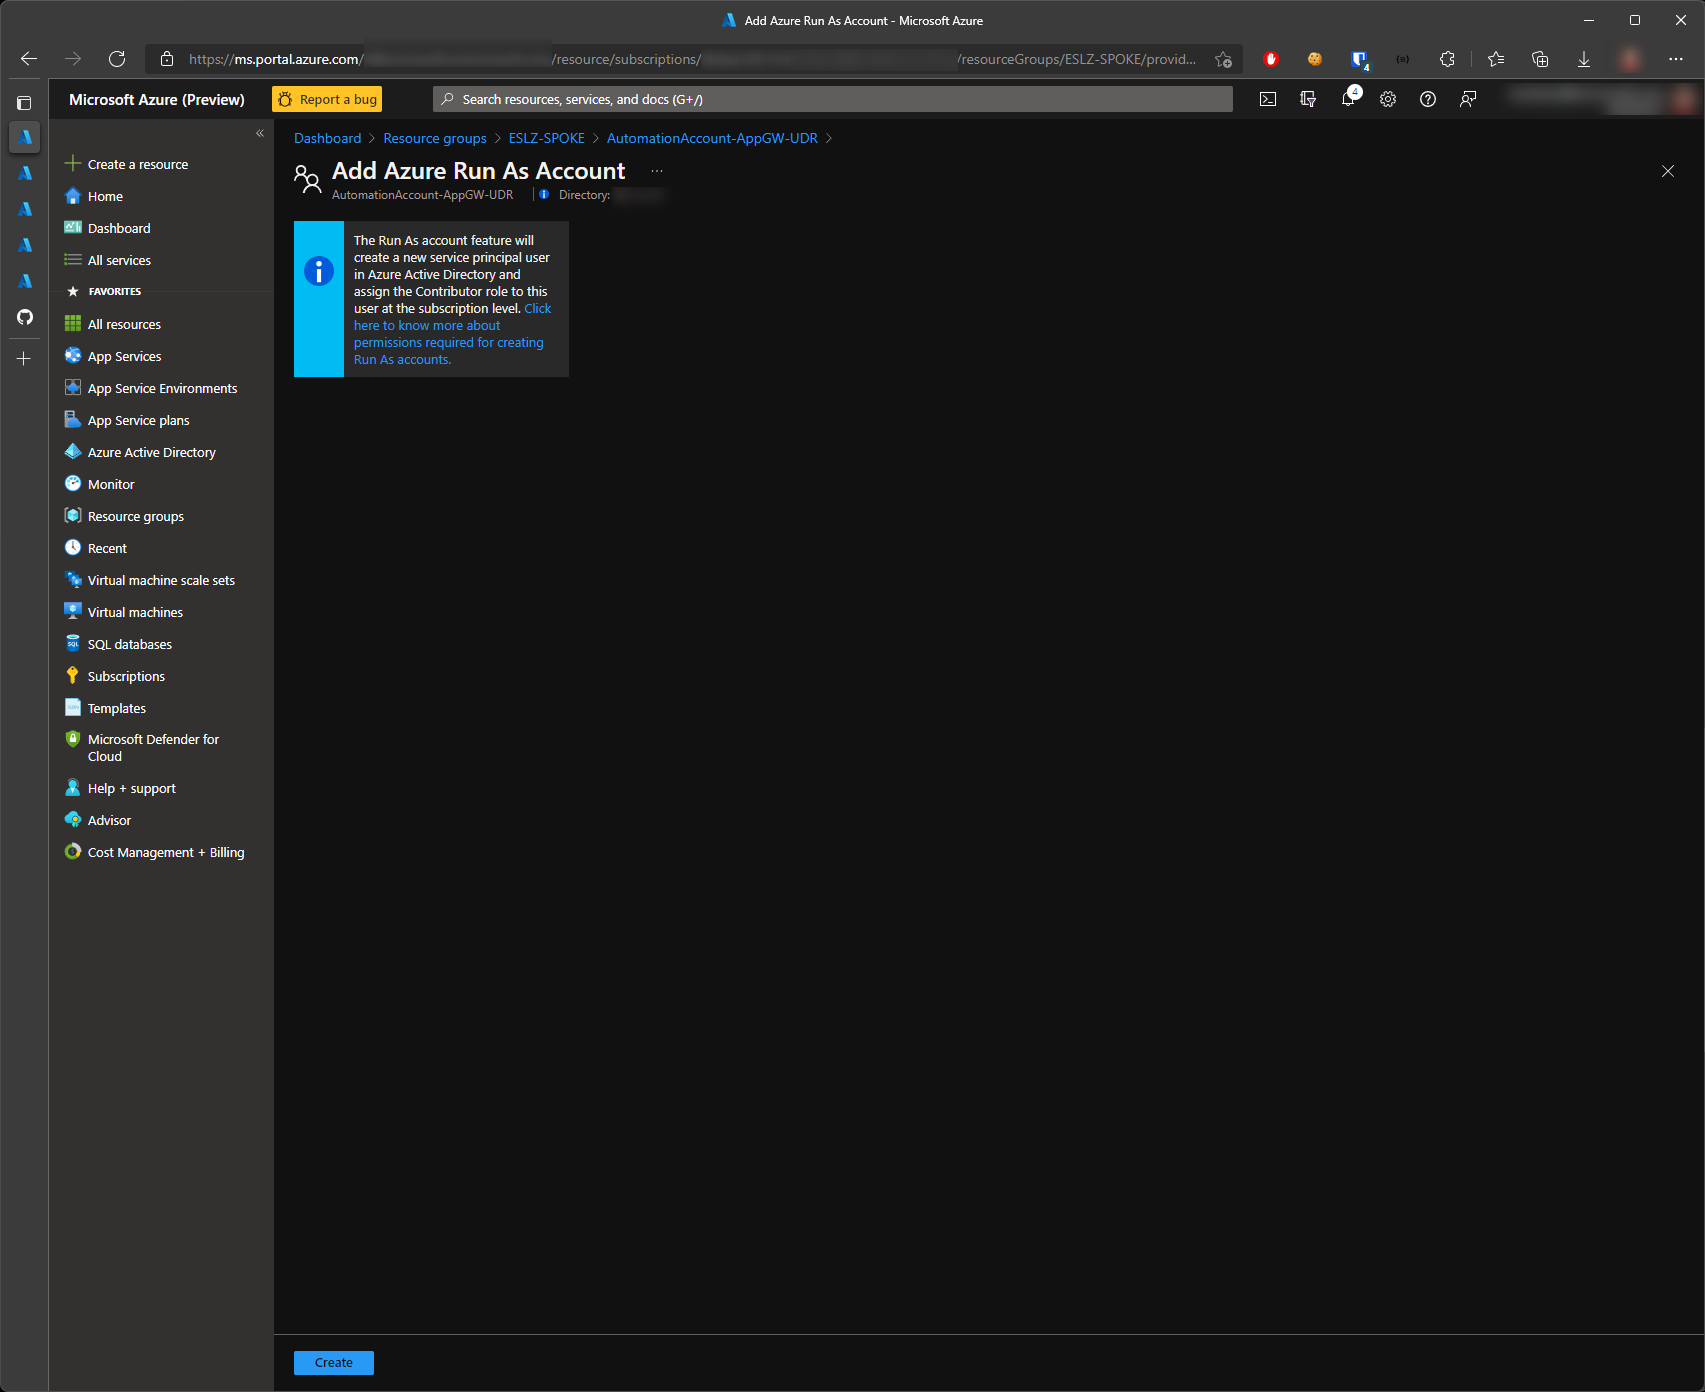 Add Azure Run As Account - Microsoft Azure
https://ms.portal.azure.com/ /resource/subscriptions/ /resourceGroups/ESLZ-SPOKE/provid...
4
Microsoft Azure (Preview)
Report a bug
Search resources, services, and docs (G+/)
4
«
Create a resource
Home
Dashboard
All services
FAVORITES
All resources
App Services
App Service Environments
App Service plans
Azure Active Directory
Monitor
Resource groups
Recent
Virtual machine scale sets
Virtual machines
SQL databases
Subscriptions
Templates
Microsoft Defender for
Cloud
Help + support
Advisor
Cost Management + Billing
Dashboard > Resource groups > ESLZ-SPOKE > AutomationAccount-AppGW-UDR >
Add Azure Run As Account ...
AutomationAccount-AppGW-UDR | Directory:
The Run As account feature will
create a new service principal user
in Azure Active Directory and
assign the Contributor role to this
user at the subscription level. Click
here to know more about
permissions required for creating
Run As accounts.
Create